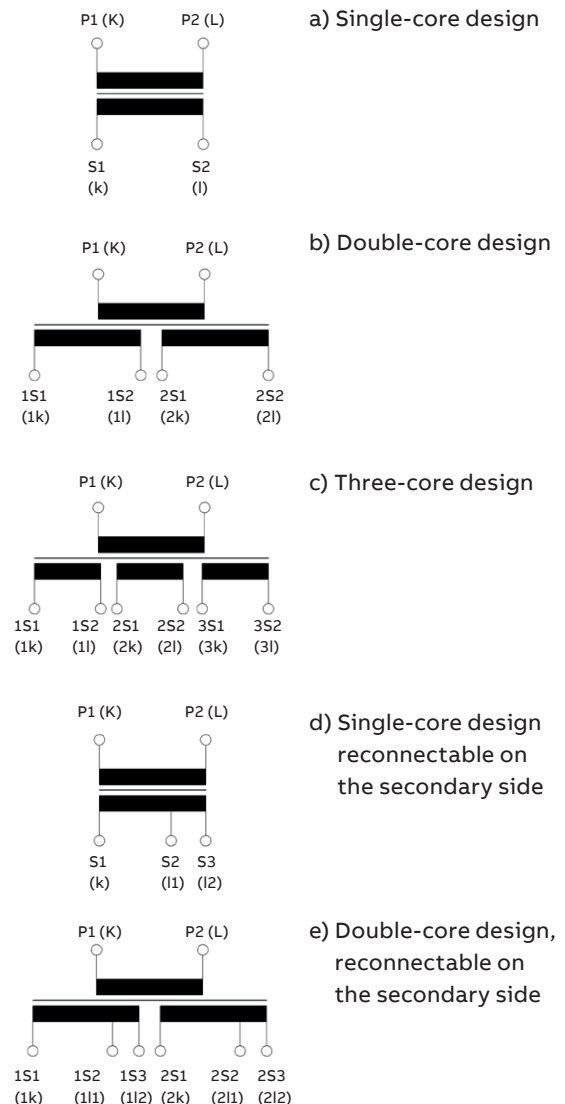 P1 (K) P2 (L)
a) Single-core design
S1 S2
(k) (l)
b) Double-core design
P1 (K) P2 (L)
1S1 1S2 2S1 2S2
(1k) (1l) (2k) (2l)
P1 (K) P2 (L)
c) Three-core design
1S1 1S2 2S1 2S2 3S1 3S2
(1k) (1l) (2k) (2l) (3k) (3l)
P1 (K) P2 (L)
d) Single-core design
reconnectable on
the secondary side
S1 S2 S3
(k) (l1) (l2)
P1 (K) P2 (L)
e) Double-core design,
reconnectable on
the secondary side
1S1 1S2 1S3 2S1 2S2 2S3
(1k) (1l1) (1l2) (2k) (2l1) (2l2)